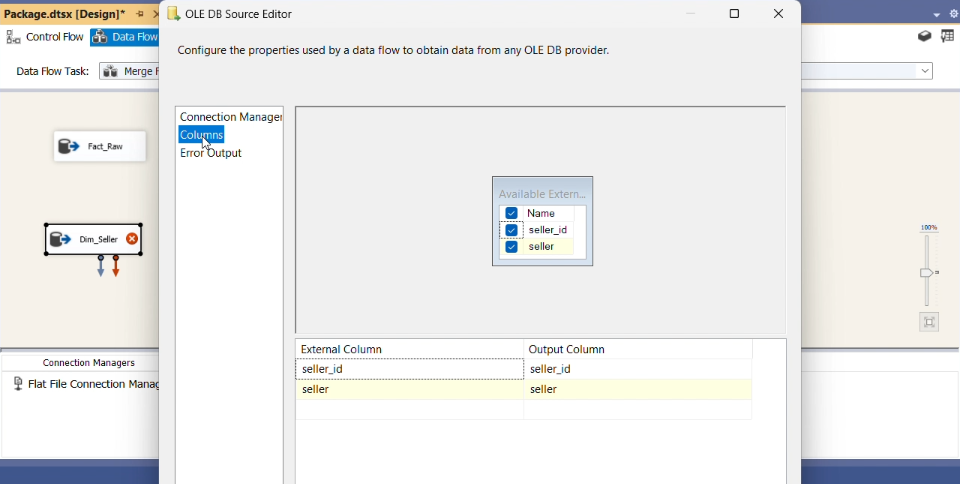 Package.dtsx [Design]*
OLE DB Source Editor
Control Flow
Data Flow
Configure the properties used by a data flow to obtain data from any OLE DB provider.
Data Flow Task:
Merge
Connection Manager
Columns
Error Output
Fact_Raw
Dim_Seller
Available Extern...
Name
seller_id
seller
100%
External Column
Output Column
seller_id
seller_id
seller
seller
Connection Managers
Flat File Connection Manag